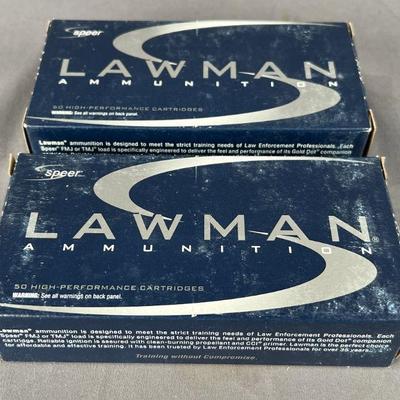 speer
LAWMAN
AMMUNITION
50 HIGH-PERFORMANCE CARTRIDGES
WARNING: See all warnings on back panel.
Lawman® ammunition is designed to meet the strict training needs of Law Enforcement Professionals. Each
Speer® FMJ or TMJ® load is specifically engineered to deliver the feel and performance of its Gold Dot® companion
speer
LAWMAN®
AMMUNITION
50 HIGH-PERFORMANCE CARTRIDGES
WARNING: See all warnings on back panel.
Lawman® ammunition is designed to meet the strict training needs of Law Enforcement Professionals. Each
Speer® FMJ or TMJ® load is specifically engineered to deliver the feel and performance of its Gold Dot® companion
cartridge. Reliable ignition is assured with clean-burning propellant and CCI® primer. Lawman is the perfect choice
for affordable and effective training. It has been trusted by Law Enforcement Professionals for over 35 years.
Training without Compromise.